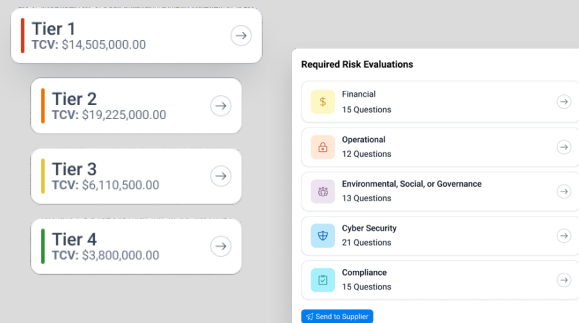 Tier 1
TCV: $14,505,000.00
Tier 2
TCV: $19,225,000.00
Tier 3
TCV: $6,110,500.00
Tier 4
TCV: $3,800,000.00
Required Risk Evaluations
Financial
15 Questions
Operational
12 Questions
Environmental, Social, or Governance
13 Questions
Cyber Security
21 Questions
Compliance
15 Questions
Send to Supplier